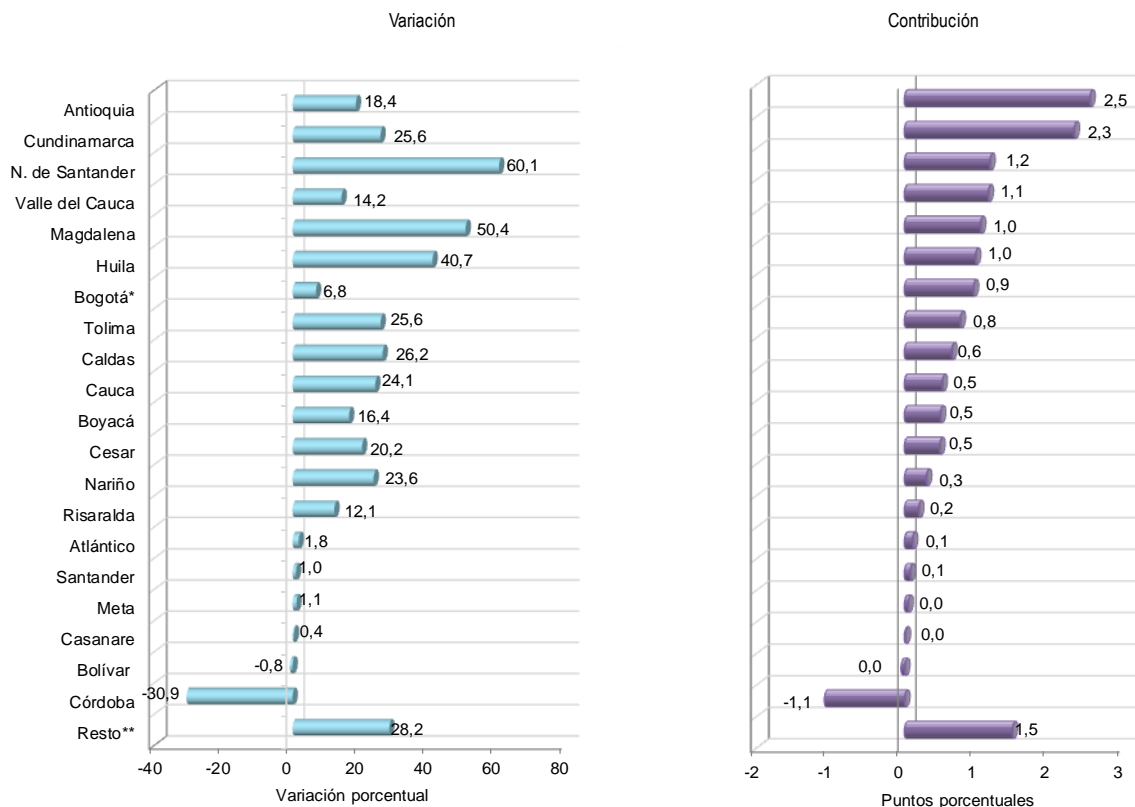 Variación
Contribución
Antioquia 18,4 2,5
Cundinamarca 25,6 2,3
N. de Santander 60,1 1,2
Valle del Cauca 14,2 1,1
Magdalena 50,4 1,0
Huila 40,7 1,0
Bogotá* 6,8 0,9
Tolima 25,6 0,8
Caldas 26,2 0,6
Cauca 24,1 0,5
Boyacá 16,4 0,5
Cesar 20,2 0,5
Nariño 23,6 0,3
Risaralda 12,1 0,2
Atlántico 1,8 0,1
Santander 1,0 0,1
Meta 1,1 0,0
Casanare 0,4 0,0
Bolívar -0,8 0,0
Córdoba -30,9 -1,1
Resto** 28,2 1,5
-40 -20 0 20 40 60 80
-2 -1 0 1 2 3
Variación porcentual
Puntos porcentuales